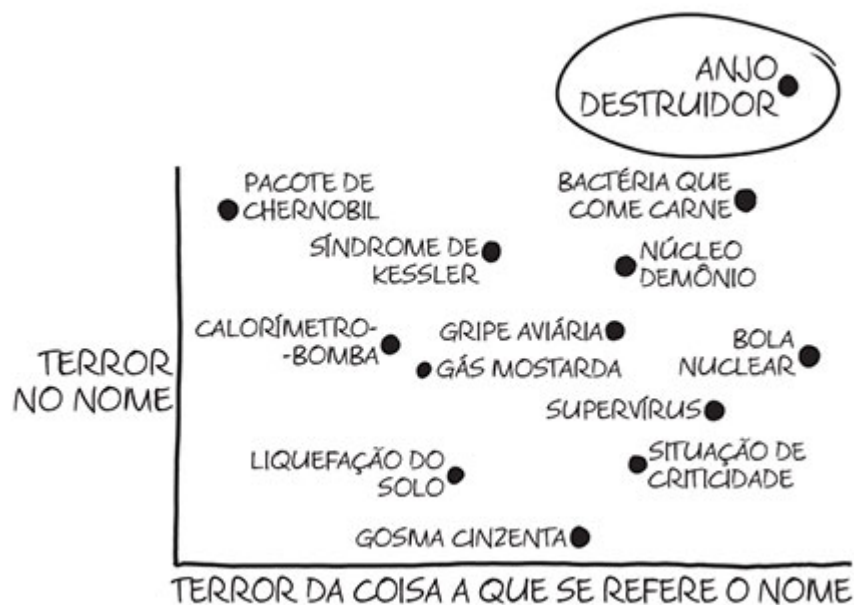 ANJO
DESTRUIDOR
PACOTE DE
CHERNOBIL
BACTÉRIA QUE
COME CARNE
SÍNDROME DE
KESSLER
NÚCLEO
DEMÔNIO
CALORÍMETRO-
-BOMBA
GRIPE AVIÁRIA
GÁS MOSTARDA
BOLA
NUCLEAR
TERROR
NO NOME
SUPERVÍRUS
LIQUEFAÇÃO DO
SOLO
SITUAÇÃO DE
CRITICIDADE
GOSMA CINZENTA
TERROR DA COISA A QUE SE REFERE O NOME